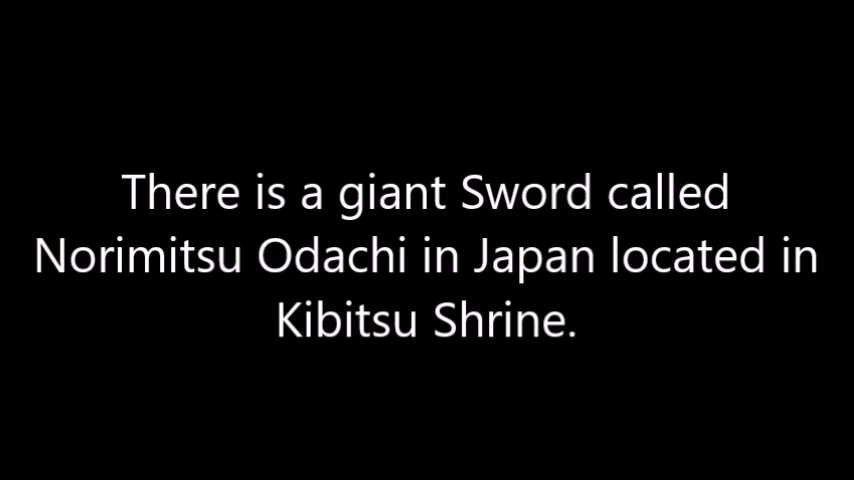 There is a giant Sword called
Norimitsu Odachi in Japan located in
Kibitsu Shrine.